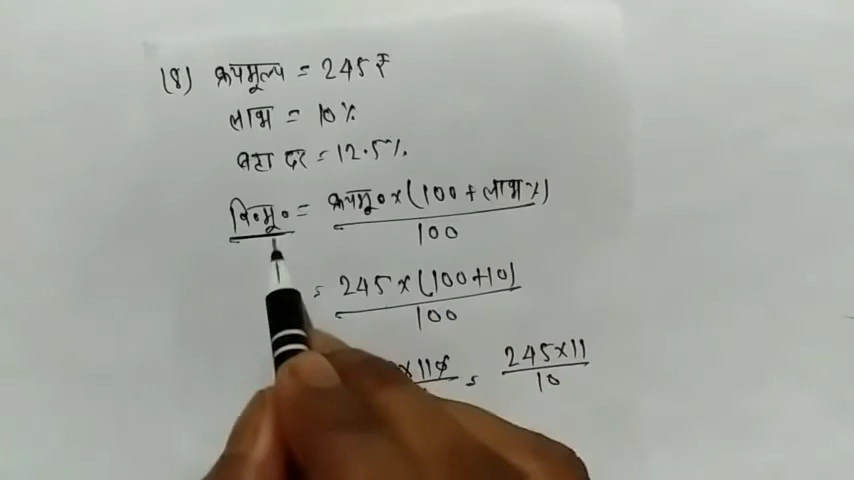 (8) क्रयमूल्य = 245 ₹
लाभ = 10%
बट्टा दर = 12.5%
वि०मू० = क्रयमू० × (100 + लाभ%)
100
= 245 × (100+10)
100
× 110 = 245 × 11
10